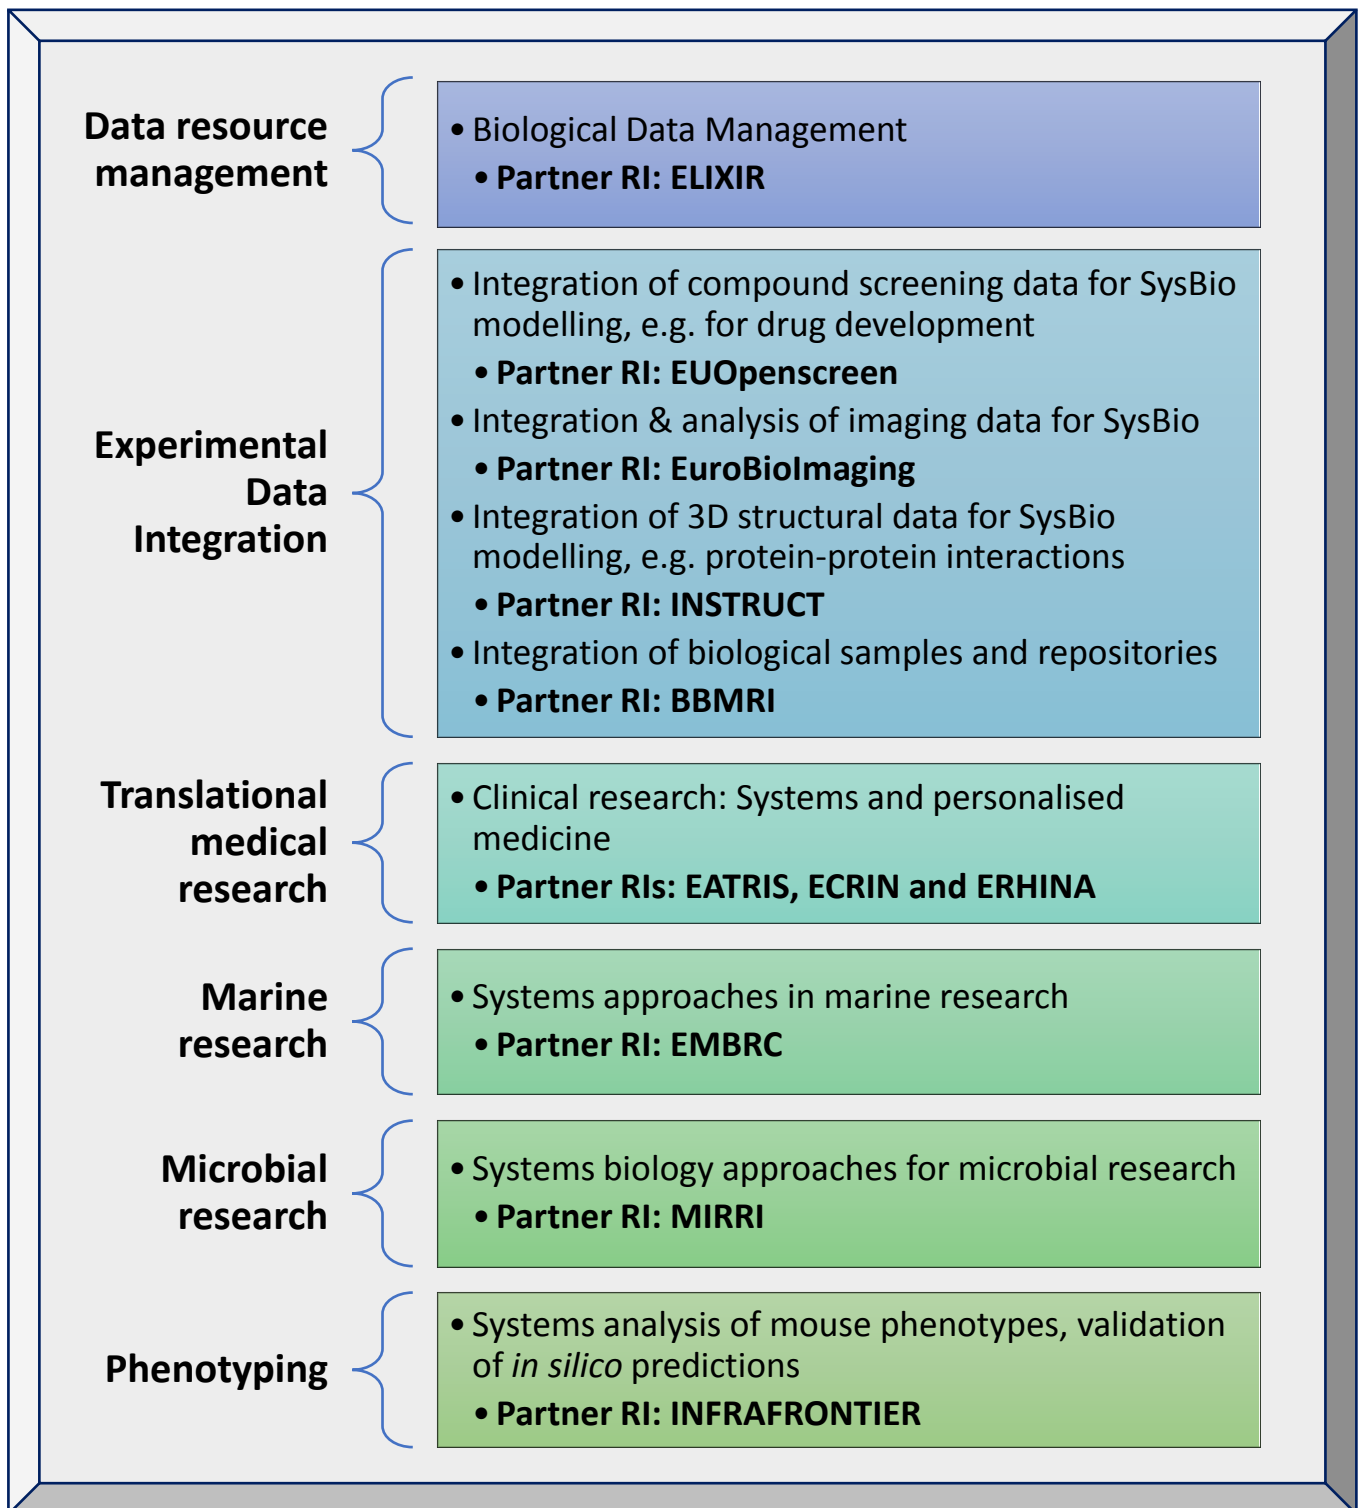 Data resource
management
• Biological Data Management
• Partner RI: ELIXIR
Experimental
Data
Integration
• Integration of compound screening data for SysBio
modelling, e.g. for drug development
• Partner RI: EUOpenscreen
• Integration & analysis of imaging data for SysBio
• Partner RI: EuroBioImaging
• Integration of 3D structural data for SysBio
modelling, e.g. protein-protein interactions
• Partner RI: INSTRUCT
• Integration of biological samples and repositories
• Partner RI: BBMRI
Translational
medical
research
• Clinical research: Systems and personalised
medicine
• Partner RIs: EATRIS, ECRIN and ERHINA
Marine
research
• Systems approaches in marine research
• Partner RI: EMBRC
Microbial
research
• Systems biology approaches for microbial research
• Partner RI: MIRRI
Phenotyping
• Systems analysis of mouse phenotypes, validation
of in silico predictions
• Partner RI: INFRAFRONTIER